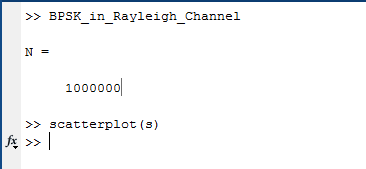 >> BPSK_in_Rayleigh_Channel
N =
1000000
>> scatterplot(s)
fx >>